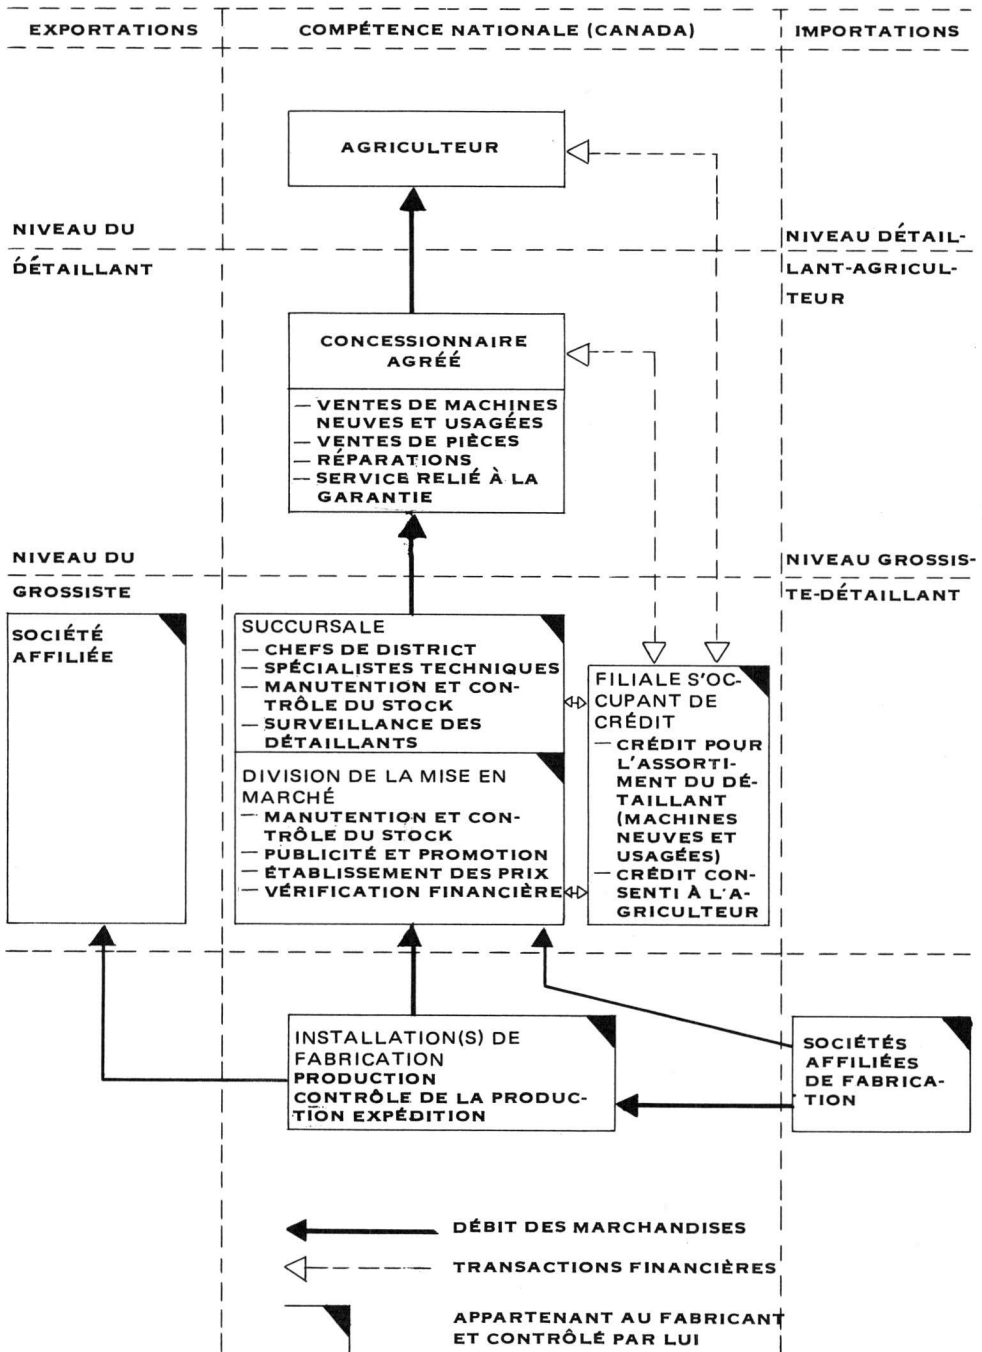 EXPORTATIONS
COMPÉTENCE NATIONALE (CANADA)
IMPORTATIONS
AGRICULTEUR
NIVEAU DU
DÉTAILLANT
NIVEAU DÉTAIL-
LANT-AGRICUL-
TEUR
CONCESSIONNAIRE
AGRÉÉ
— VENTES DE MACHINES
NEUVES ET USAGÉES
— VENTES DE PIÈCES
— RÉPARATIONS
— SERVICE RELIÉ À LA
GARANTIE
NIVEAU DU
GROSSISTE
NIVEAU GROSSIS-
TE-DÉTAILLANT
SOCIÉTÉ
AFFILIÉE
SUCCURSALE
— CHEFS DE DISTRICT
— SPÉCIALISTES TECHNIQUES
— MANUTENTION ET CON-
TRÔLE DU STOCK
— SURVEILLANCE DES
DÉTAILLANTS
DIVISION DE LA MISE EN
MARCHÉ
— MANUTENTION ET CON-
TRÔLE DU STOCK
— PUBLICITÉ ET PROMOTION
— ÉTABLISSEMENT DES PRIX
— VÉRIFICATION FINANCIÈRE
FILIALE S'OC-
CUPANT DE
CRÉDIT
— CRÉDIT POUR
L'ASSORTI-
MENT DU DÉ-
TAILLANT
(MACHINES
NEUVES ET
USAGÉES)
— CRÉDIT CON-
SENTI À L'A-
GRICULTEUR
INSTALLATION(S) DE
FABRICATION
PRODUCTION
CONTRÔLE DE LA PRODUC-
TION EXPÉDITION
SOCIÉTÉS
AFFILIÉES
DE FABRICA-
TION
DÉBIT DES MARCHANDISES
TRANSACTIONS FINANCIÈRES
APPARTENANT AU FABRICANT
ET CONTRÔLÉ PAR LUI